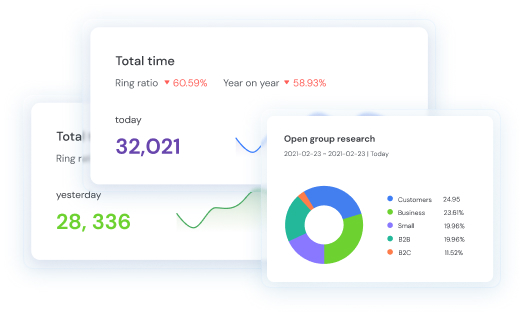 Total time
Ring ratio ▼ 60.59% Year on year ▼ 58.93%
today
32,021
Total
Ring
yesterday
28, 336
Open group research
2021-02-23 - 2021-02-23 | Today
Customers 24.95
Business 23.61%
Small 19.96%
B2B 19.96%
B2C 11.52%